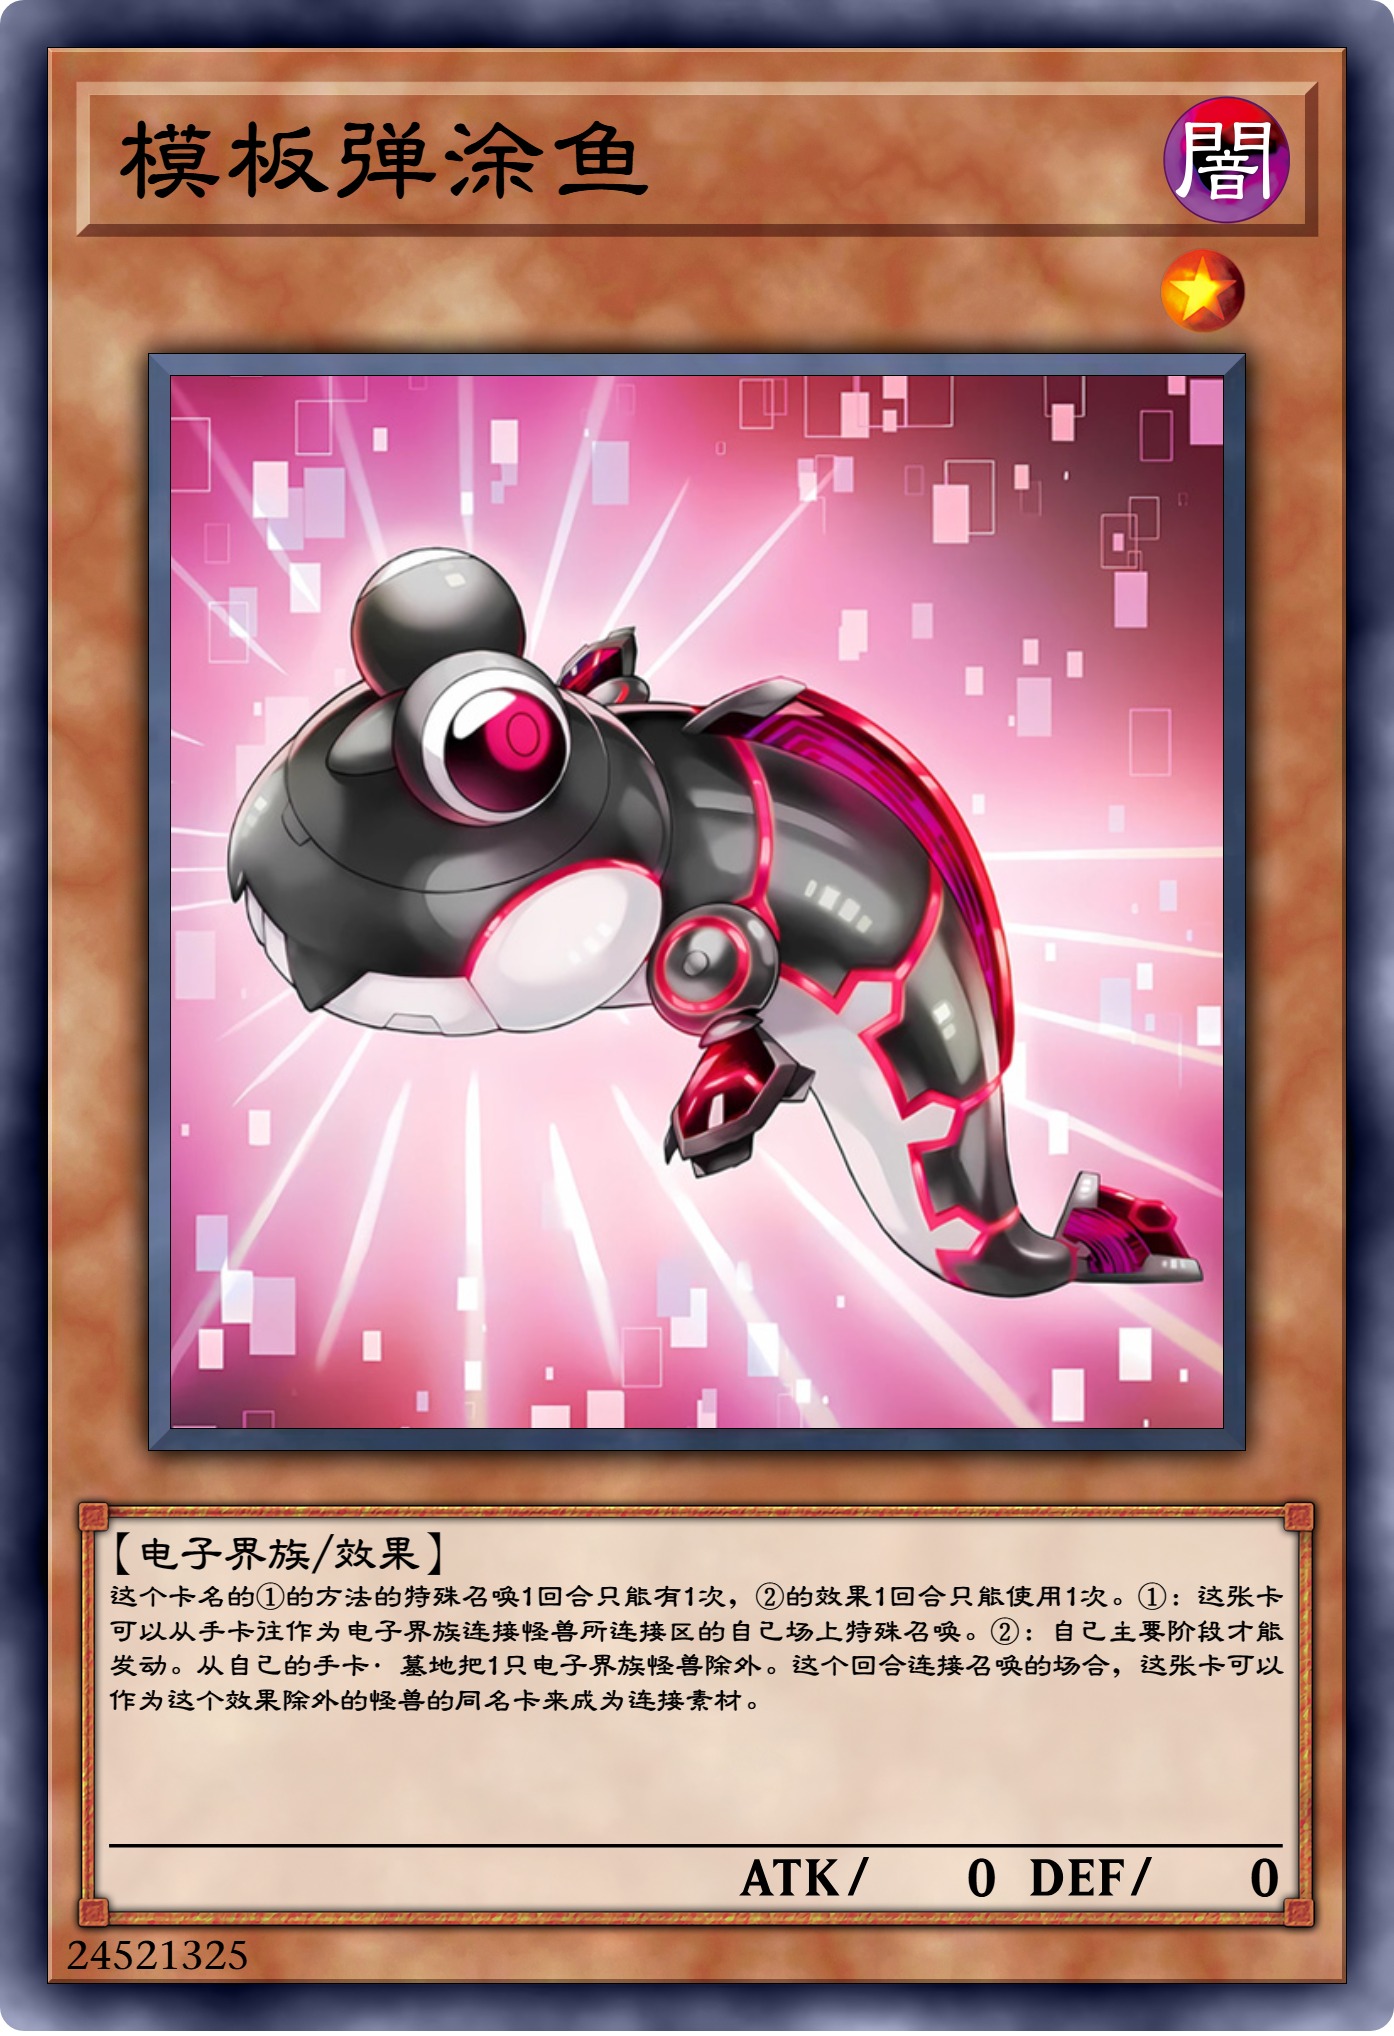 模板弹涂鱼
闇
【电子界族/效果】
这个卡名的①的方法的特殊召唤1回合只能有1次，②的效果1回合只能使用1次。①：这张卡
可以从手卡往作为电子界族连接怪兽所连接区的自己场上特殊召唤。②：自己主要阶段才能
发动。从自己的手卡·墓地把1只电子界族怪兽除外。这个回合连接召唤的场合，这张卡可以
作为这个效果除外的怪兽的同名卡来成为连接素材。
ATK/ 0 DEF/ 0
24521325